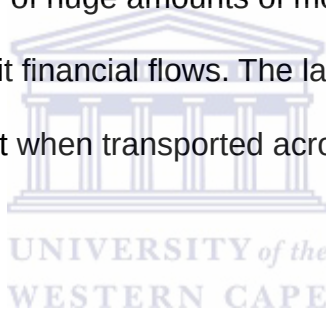 of huge amounts of mo
it financial flows. The la
t when transported acro
UNIVERSITY of the
WESTERN CAPE